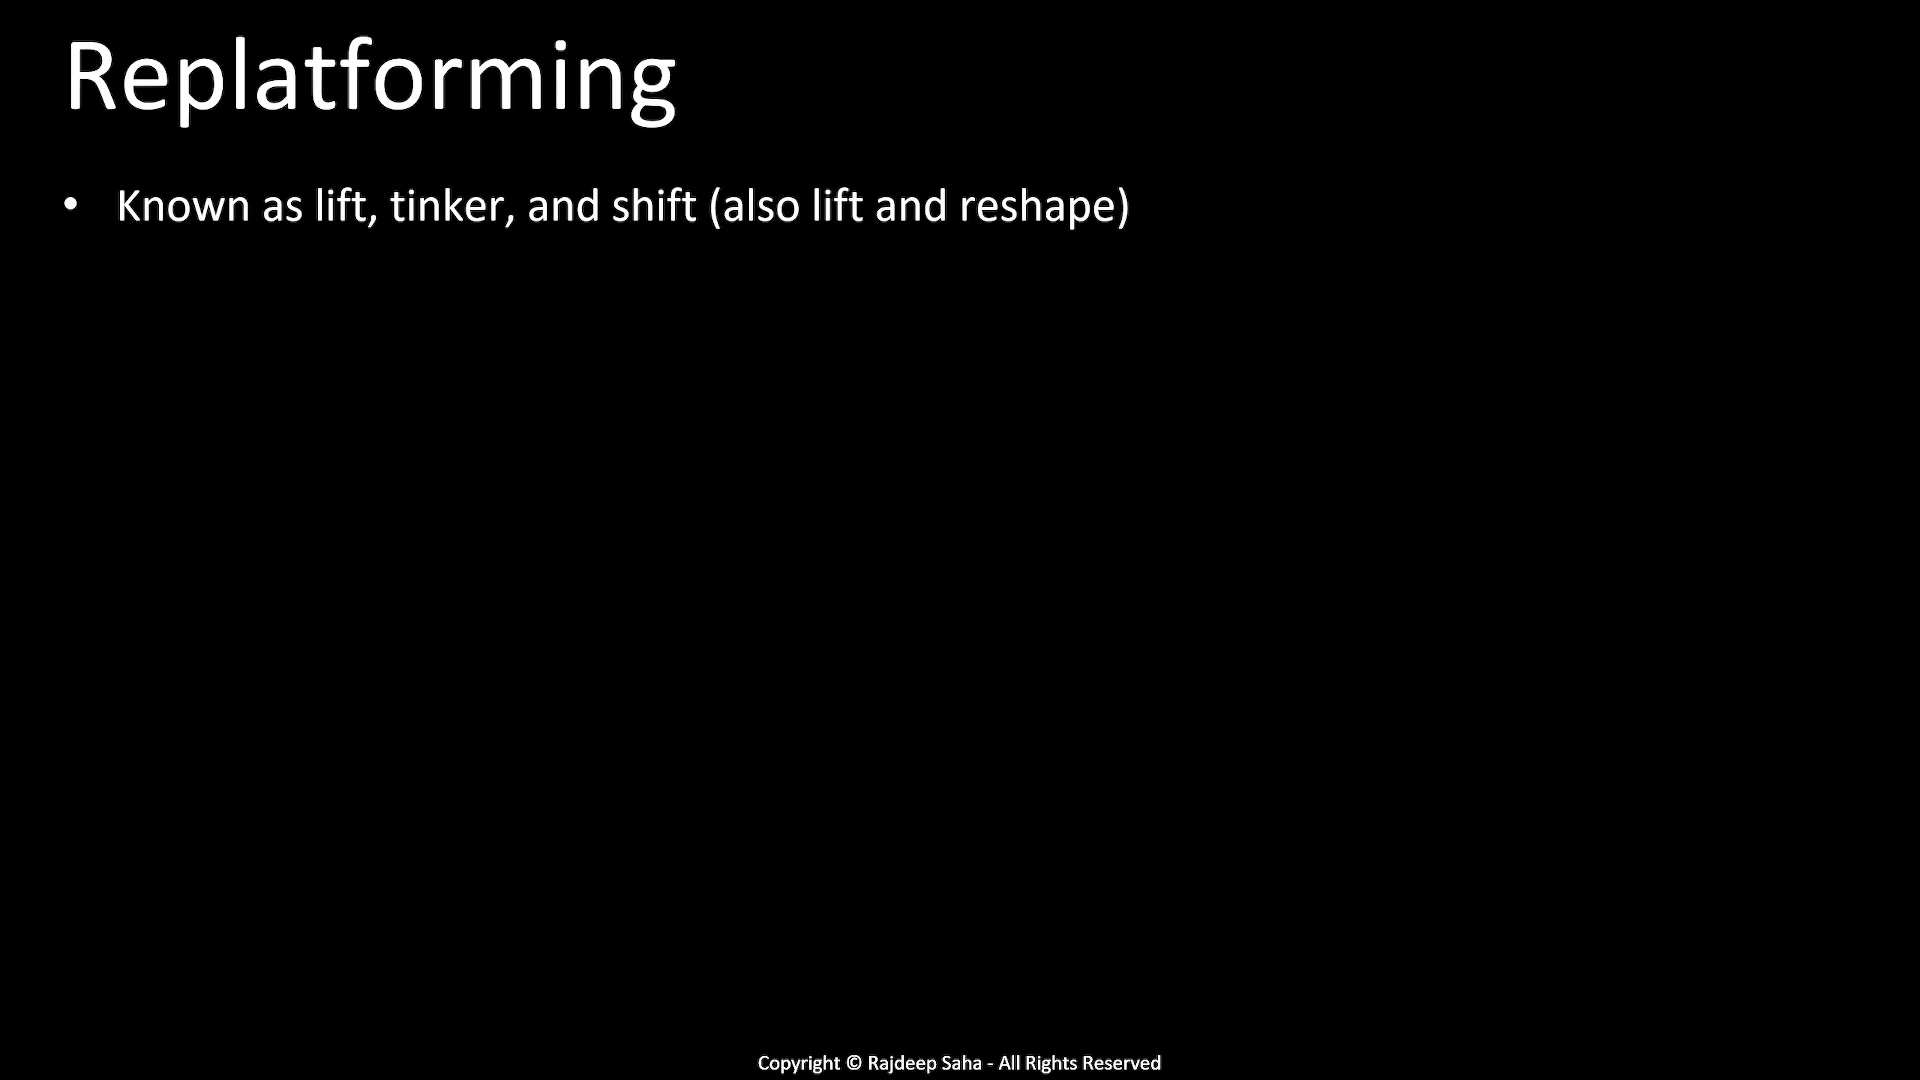 Replatforming
• Known as lift, tinker, and shift (also lift and reshape)
Copyright © Rajdeep Saha - All Rights Reserved